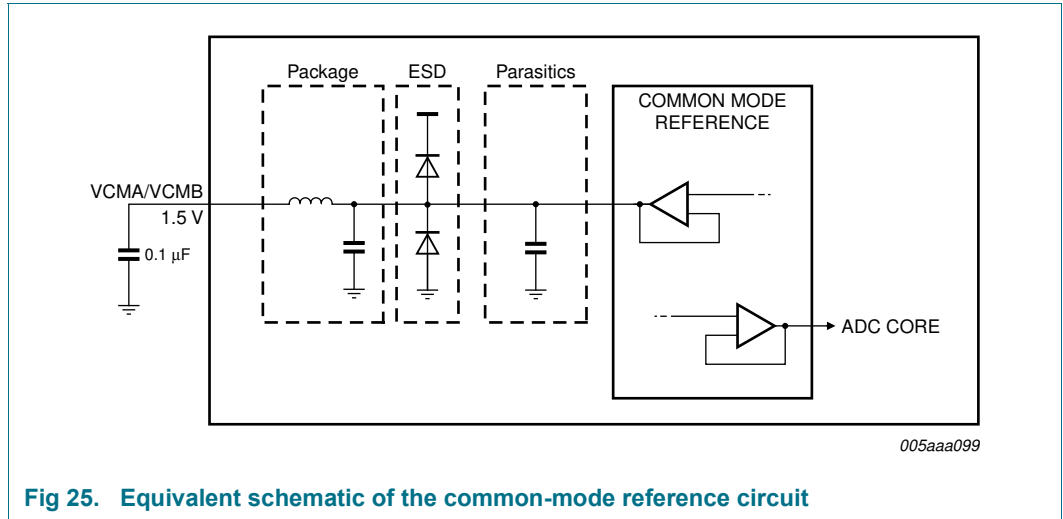 Package ESD Parasitics
COMMON MODE
REFERENCE
VCMA/VCMB
1.5 V
0.1 μF
ADC CORE
005aaa099
Fig 25. Equivalent schematic of the common-mode reference circuit